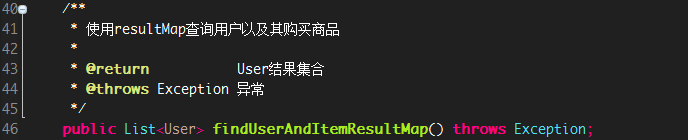 40 /**
41 * 使用resultMap查询用户以及其购买商品
42 *
43 * @return User结果集合
44 * @throws Exception 异常
45 */
46 public List<User> findUserAndItemResultMap() throws Exception;